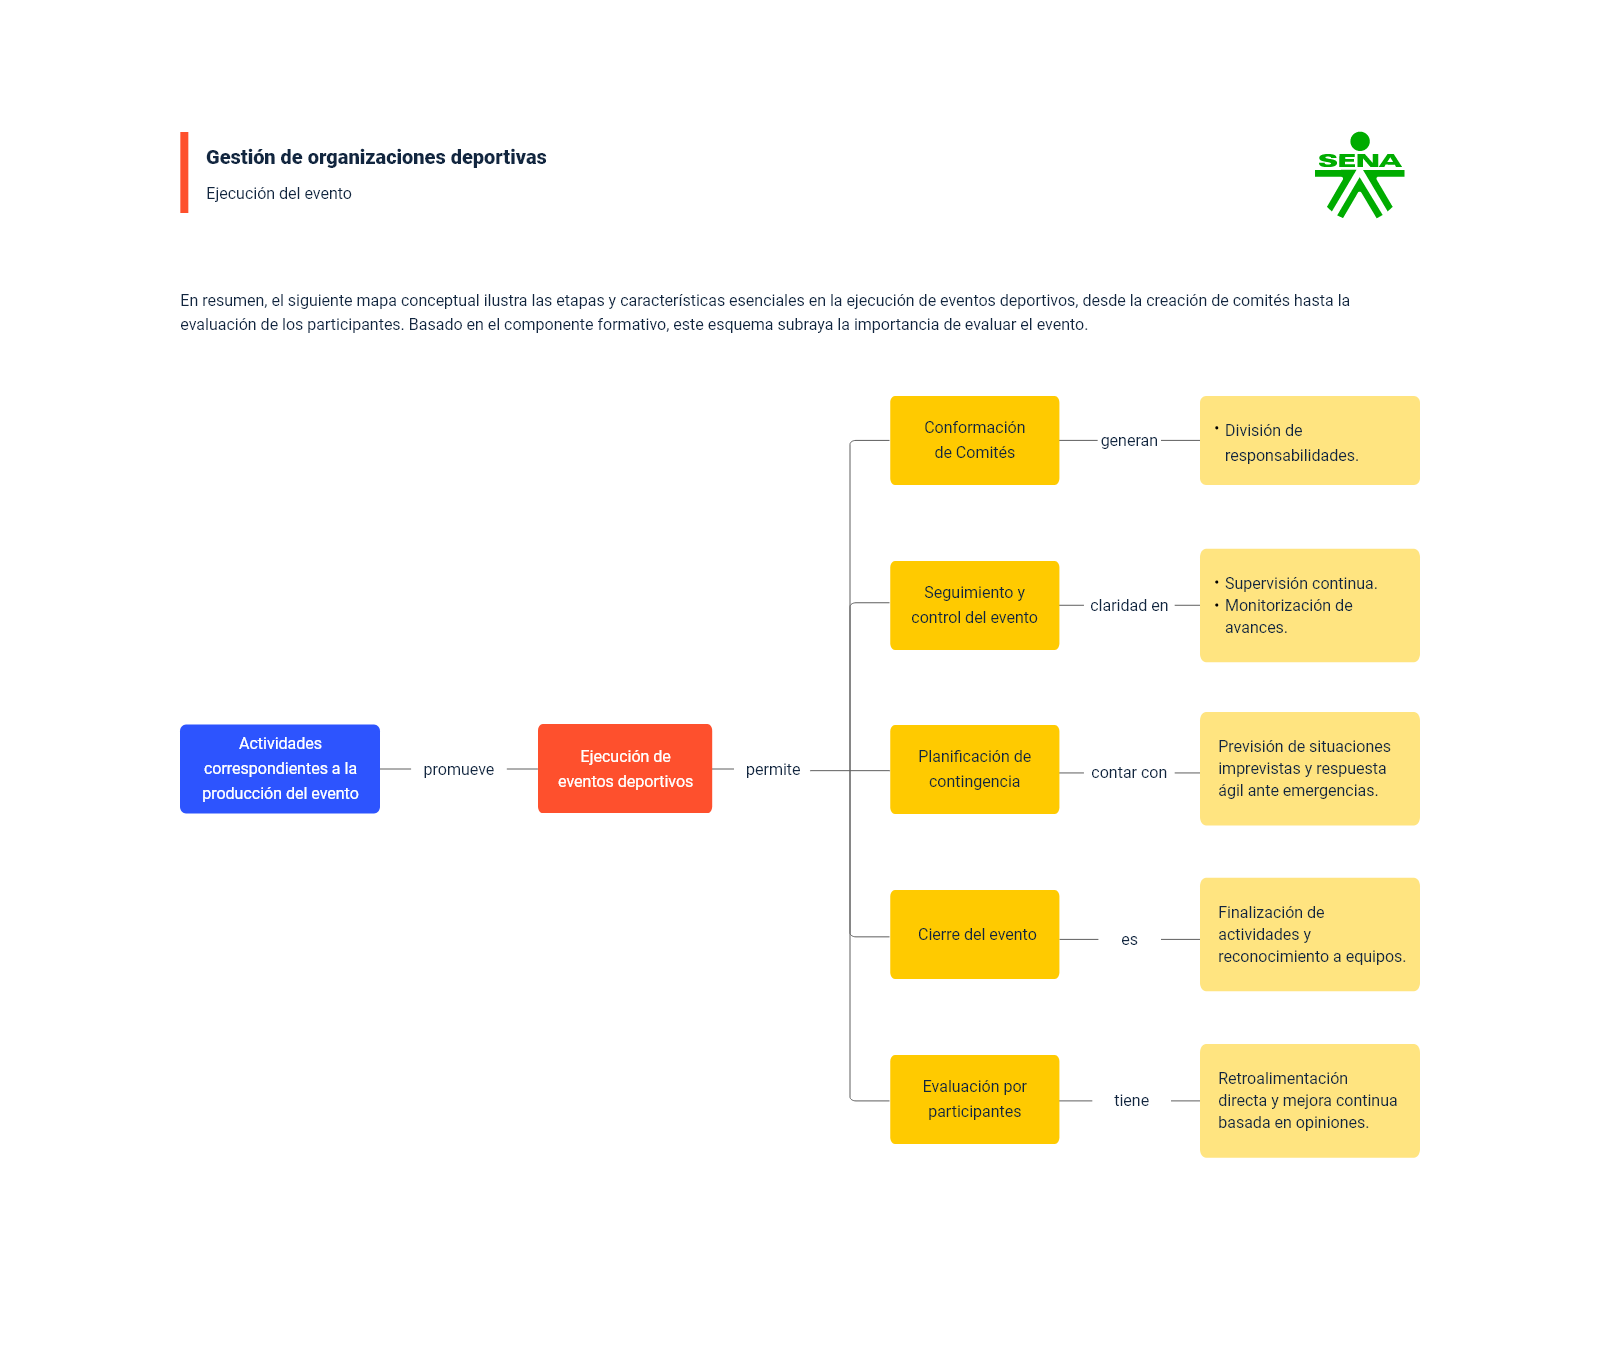 Gestión de organizaciones deportivas
Ejecución del evento
SENA
En resumen, el siguiente mapa conceptual ilustra las etapas y características esenciales en la ejecución de eventos deportivos, desde la creación de comités hasta la
evaluación de los participantes. Basado en el componente formativo, este esquema subraya la importancia de evaluar el evento.
Actividades
correspondientes a la
producción del evento
promueve
Ejecución de
eventos deportivos
permite
Conformación
de Comités
generan
• División de
responsabilidades.
Seguimiento y
control del evento
claridad en
• Supervisión continua.
• Monitorización de
avances.
Planificación de
contingencia
contar con
Previsión de situaciones
imprevistas y respuesta
ágil ante emergencias.
Cierre del evento
es
Finalización de
actividades y
reconocimiento a equipos.
Evaluación por
participantes
tiene
Retroalimentación
directa y mejora continua
basada en opiniones.